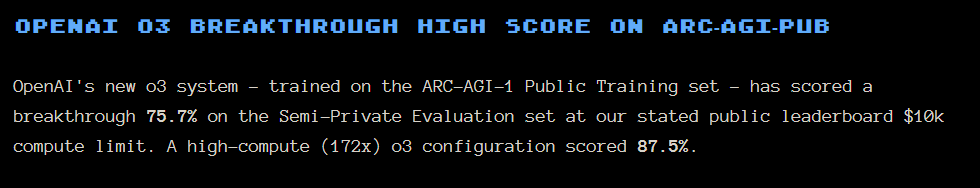 OPENAI O3 BREAKTHROUGH HIGH SCORE ON ARC-AGI-PUB
OpenAI's new o3 system - trained on the ARC-AGI-1 Public Training set - has scored a
breakthrough 75.7% on the Semi-Private Evaluation set at our stated public leaderboard $10k
compute limit. A high-compute (172x) o3 configuration scored 87.5%.